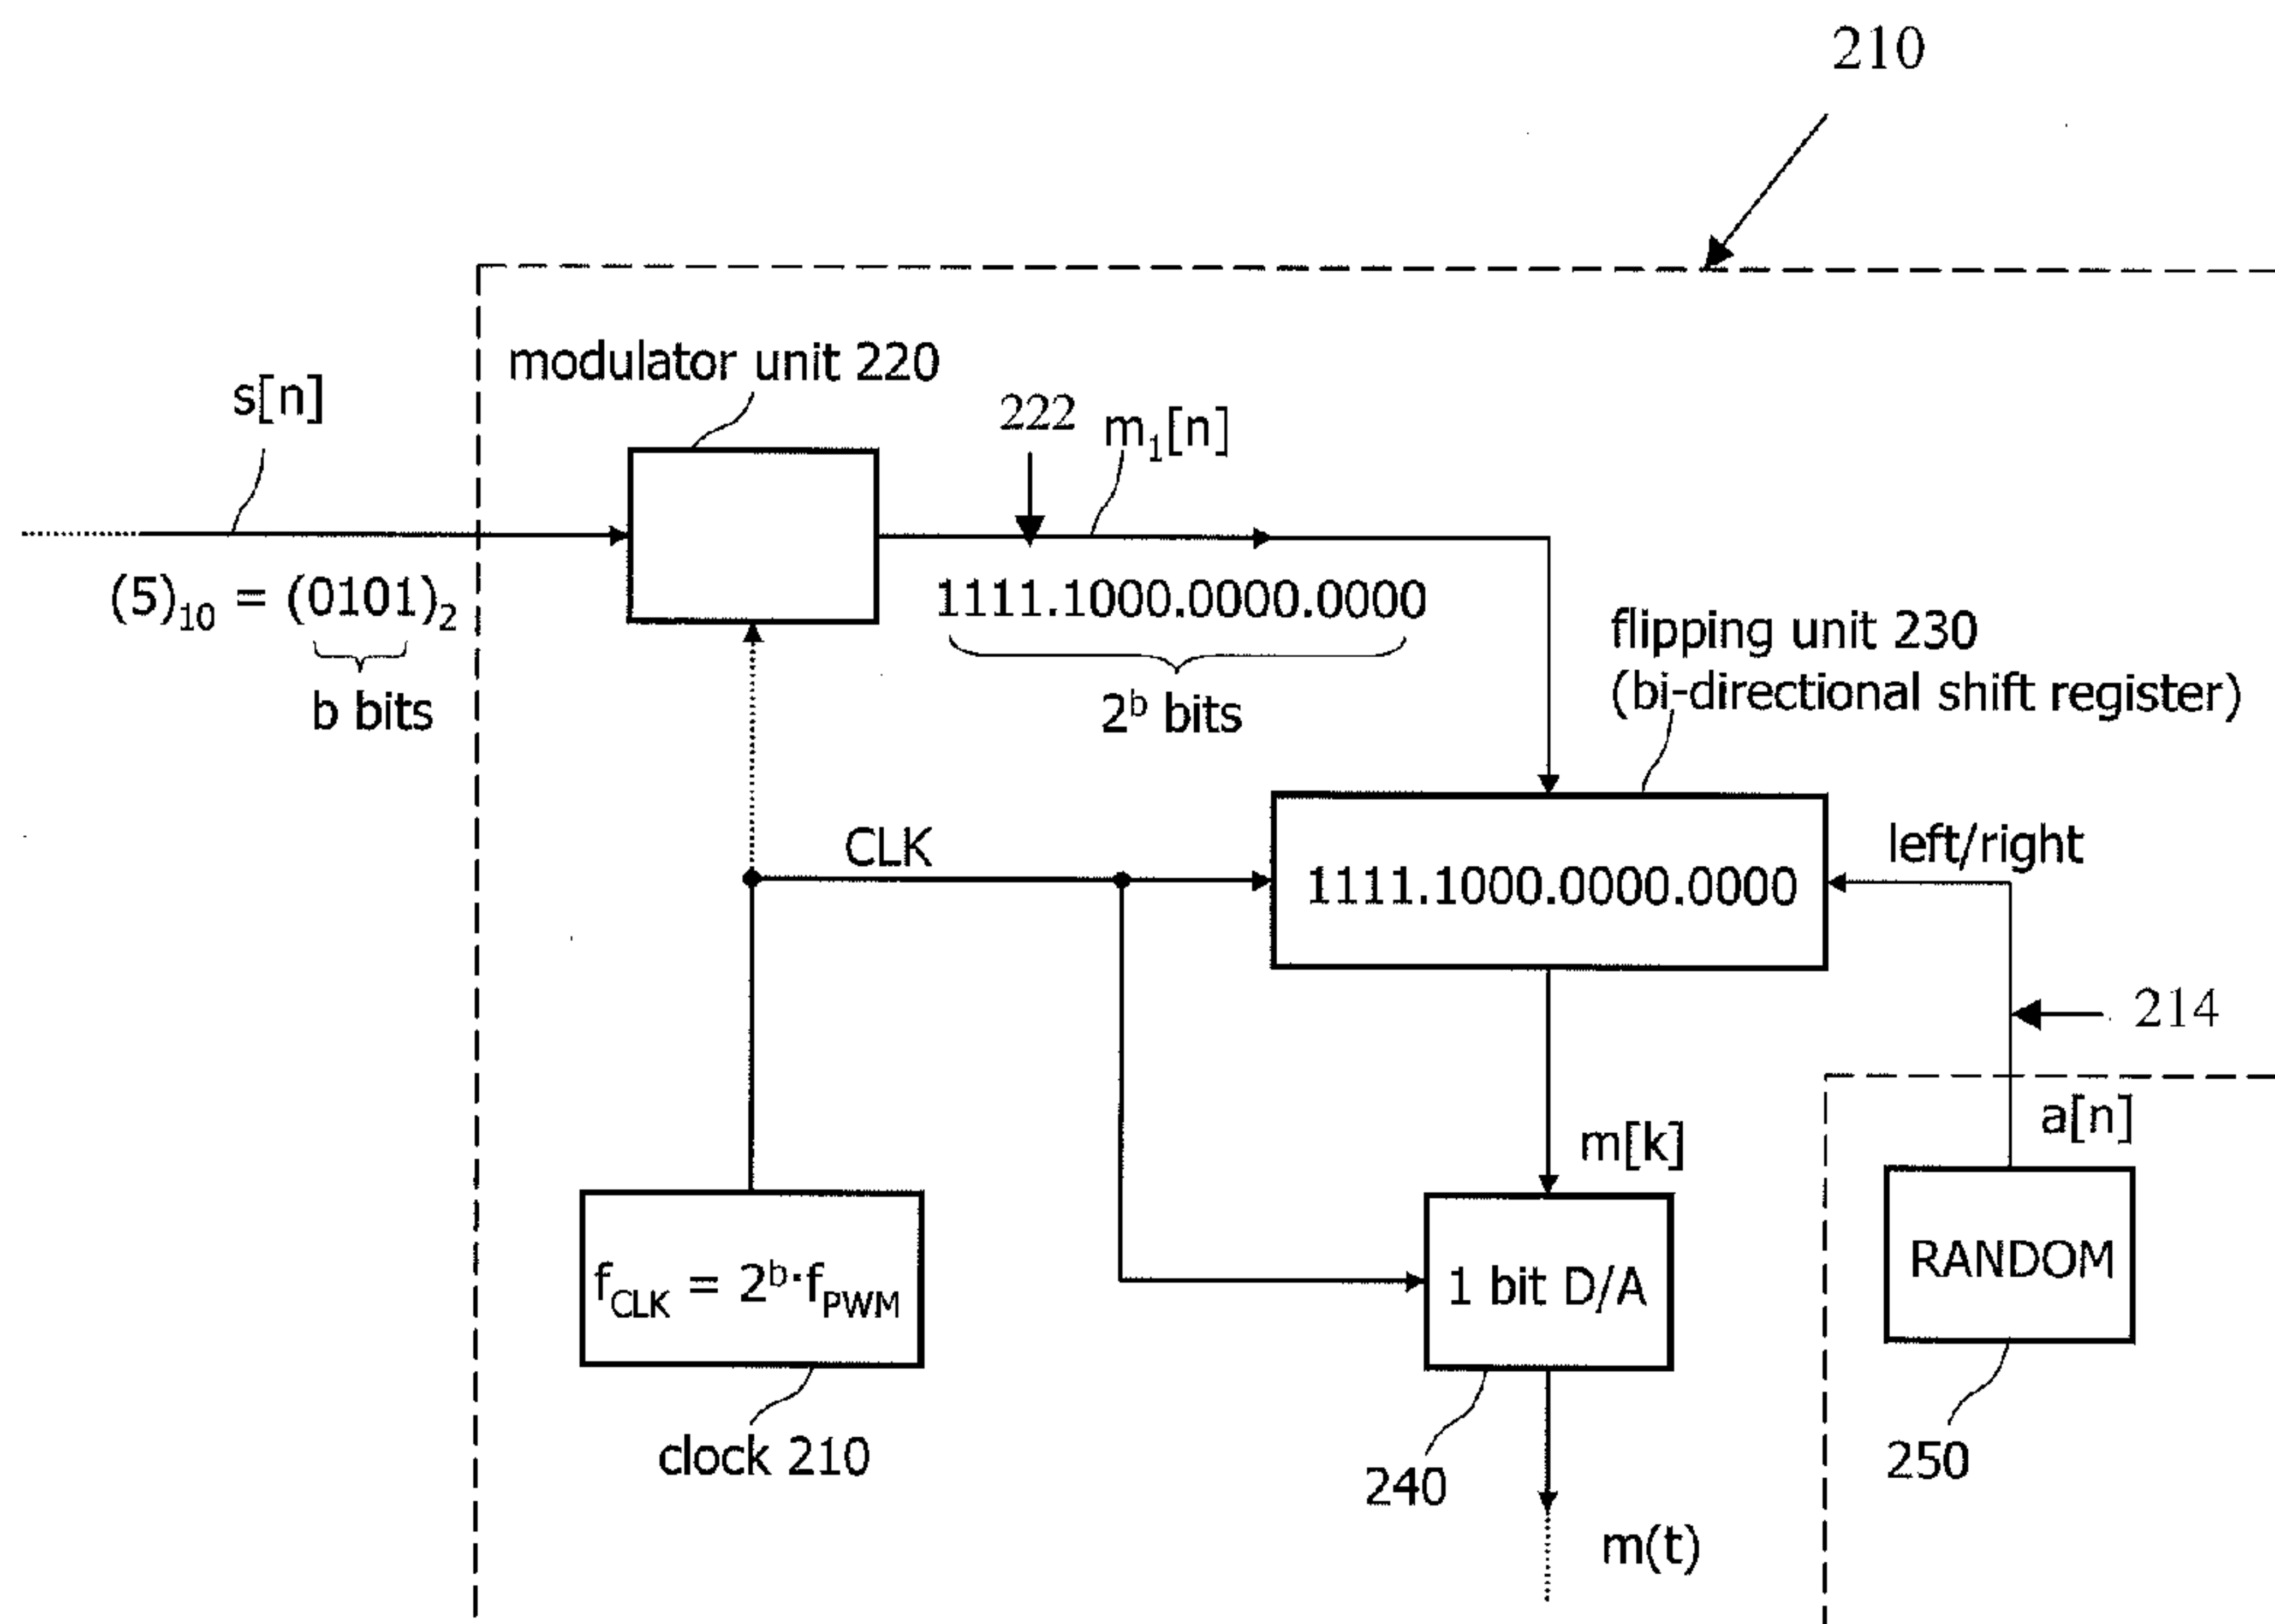 210
modulator unit 220
s[n]
222
m₁[n]
(5)₁₀ = (0101)₂
b bits
1111.1000.0000.0000
2ᵇ bits
flipping unit 230
(bi-directional shift register)
CLK
left/right
1111.1000.0000.0000
214
a[n]
m[k]
RANDOM
f_CLK = 2ᵇ·f_PWM
1 bit D/A
clock 210
240
250
m(t)